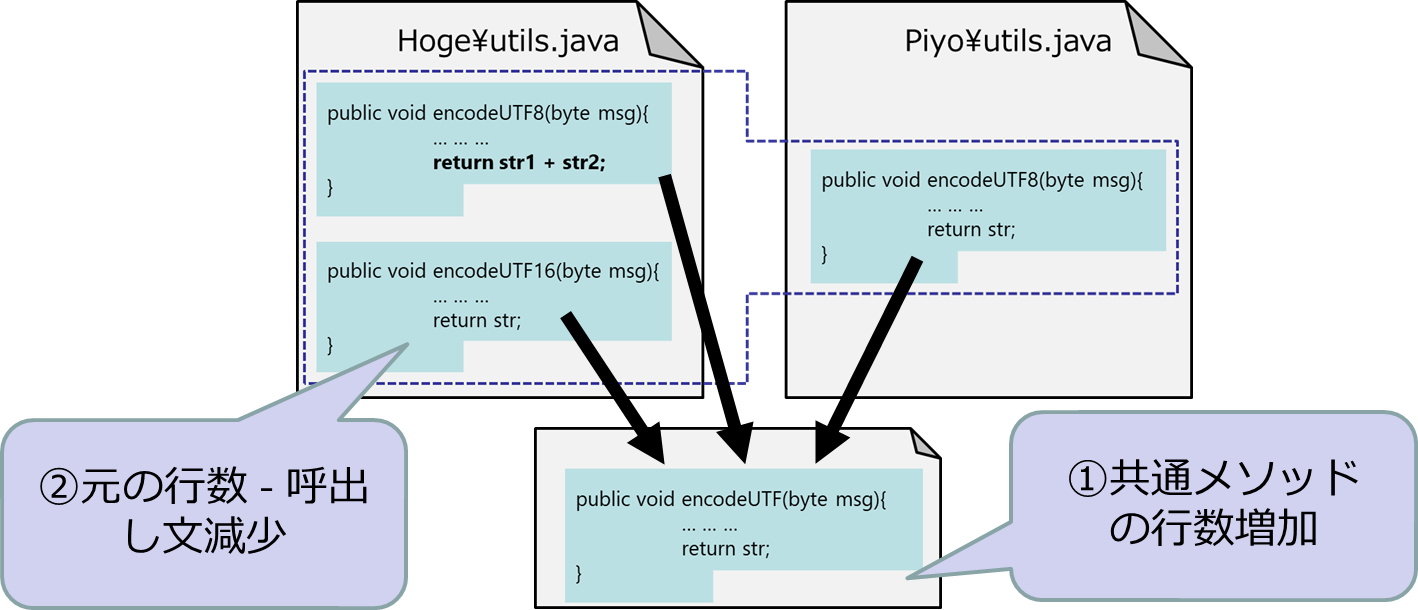 Hoge¥utils.java
public void encodeUTF8(byte msg){
... ... ...
return str1 + str2;
}
public void encodeUTF16(byte msg){
... ... ...
return str;
}
Piyo¥utils.java
public void encodeUTF8(byte msg){
... ... ...
return str;
}
②元の行数 - 呼出
し文減少
public void encodeUTF(byte msg){
... ... ...
return str;
}
①共通メソッド
の行数増加